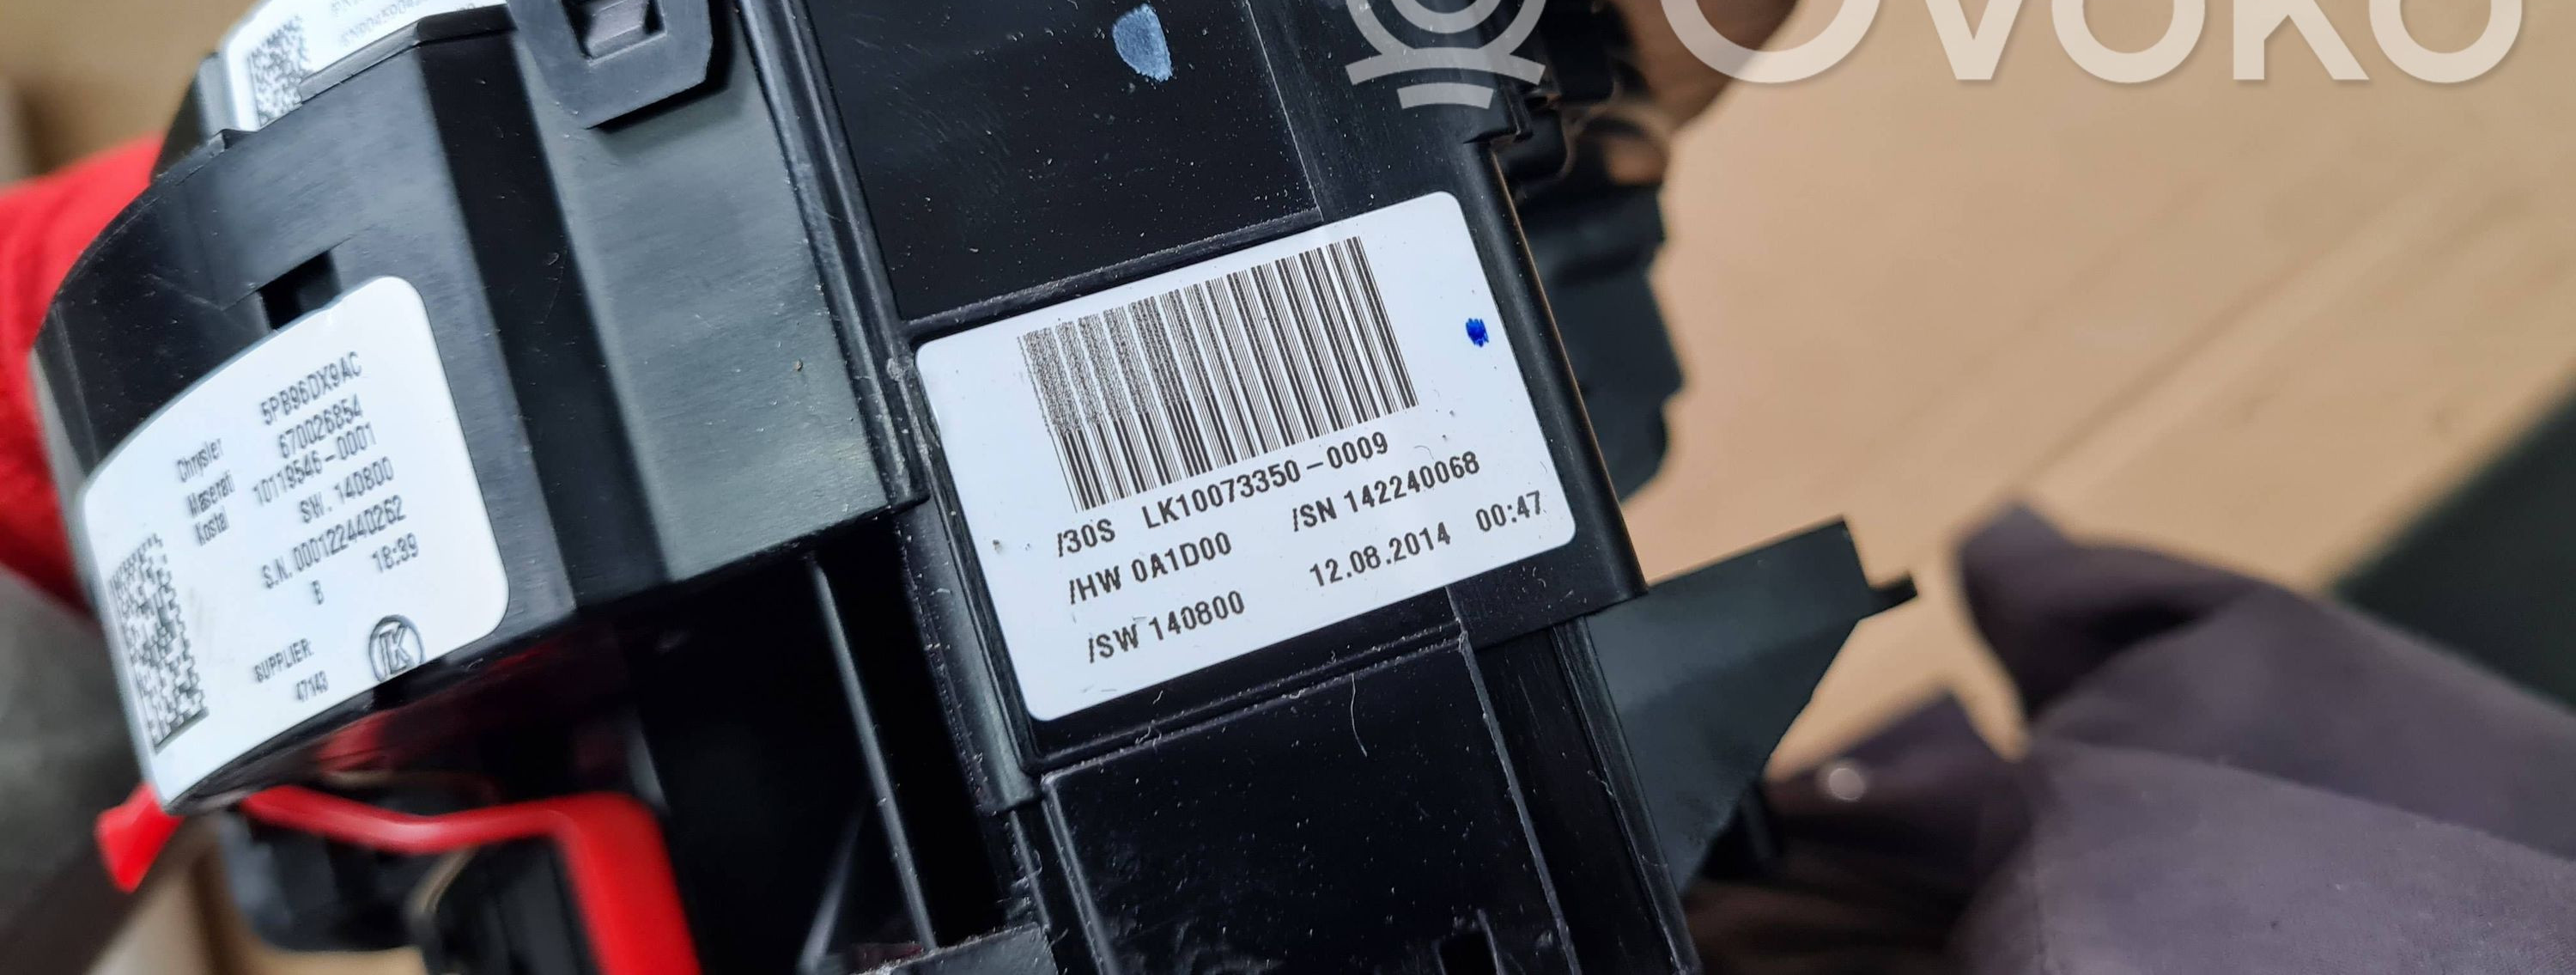 OVOKO
Chrysler 5PB96DX9AC
Maserati 670026854
Kostal 10119546-0001
SW. 140800
S.N. 000122440262
B 18:39
SUPPLIER:
47143
/30S LK10073350-0009
/HW 0A1D00 /SN 142240068
/SW 140800 12.08.2014 00:47